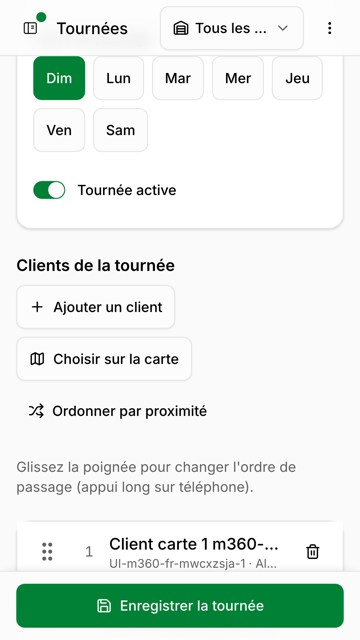 Tournées
Tous les ...
Dim
Lun
Mar
Mer
Jeu
Ven
Sam
Tournée active
Clients de la tournée
Ajouter un client
Choisir sur la carte
Ordonner par proximité
Glissez la poignée pour changer l'ordre de
passage (appui long sur téléphone).
1
Client carte 1 m360-...
UI-m360-fr-mwcxzsja-1 · Al...
Enregistrer la tournée